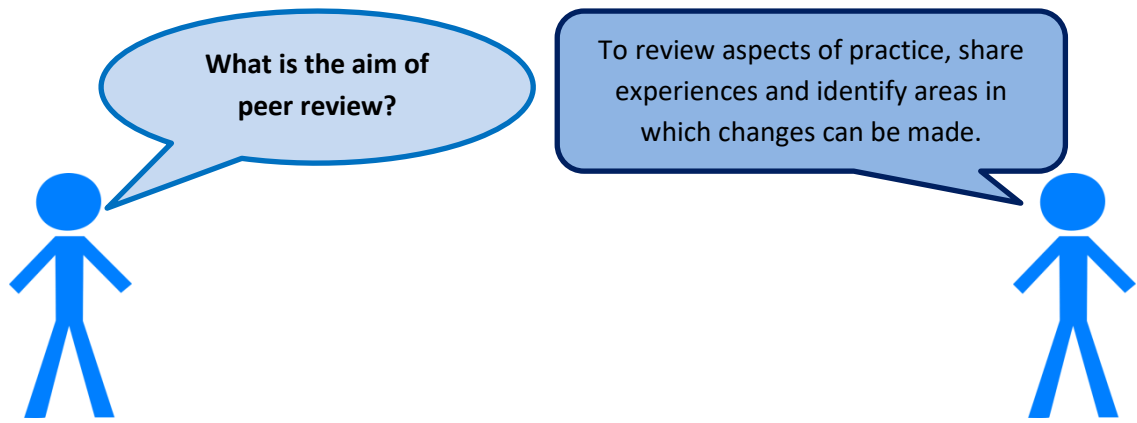 What is the aim of
peer review?
To review aspects of practice, share
experiences and identify areas in
which changes can be made.